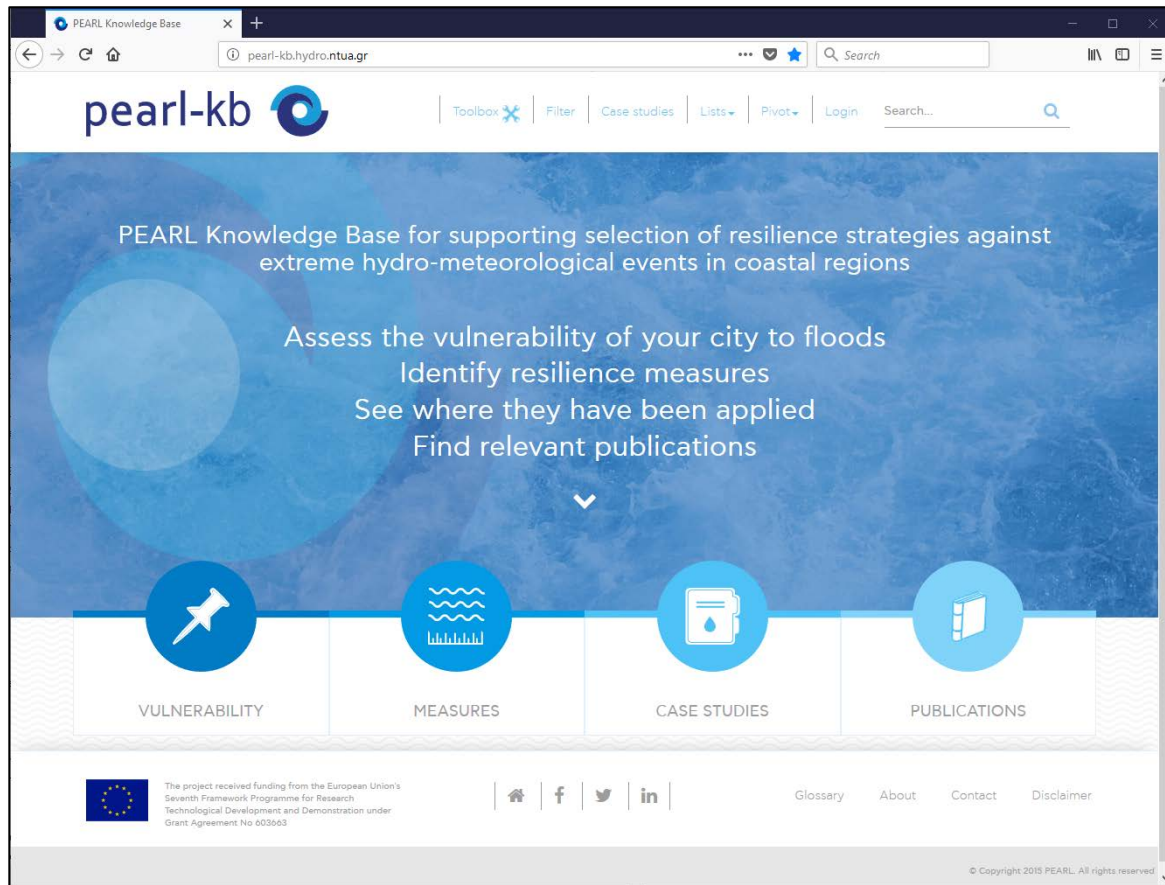 PEARL Knowledge Base
pearl-kb.hydro.ntua.gr
Search
pearl-kb
Toolbox
Filter
Case studies
Lists
Pivot
Login
Search...
PEARL Knowledge Base for supporting selection of resilience strategies against
extreme hydro-meteorological events in coastal regions
Assess the vulnerability of your city to floods
Identify resilience measures
See where they have been applied
Find relevant publications
VULNERABILITY
MEASURES
CASE STUDIES
PUBLICATIONS
The project received funding from the European Union's
Seventh Framework Programme for Research
Technological Development and Demonstration under
Grant Agreement No 603663
f
in
Glossary
About
Contact
Disclaimer
© Copyright 2015 PEARL. All rights reserved